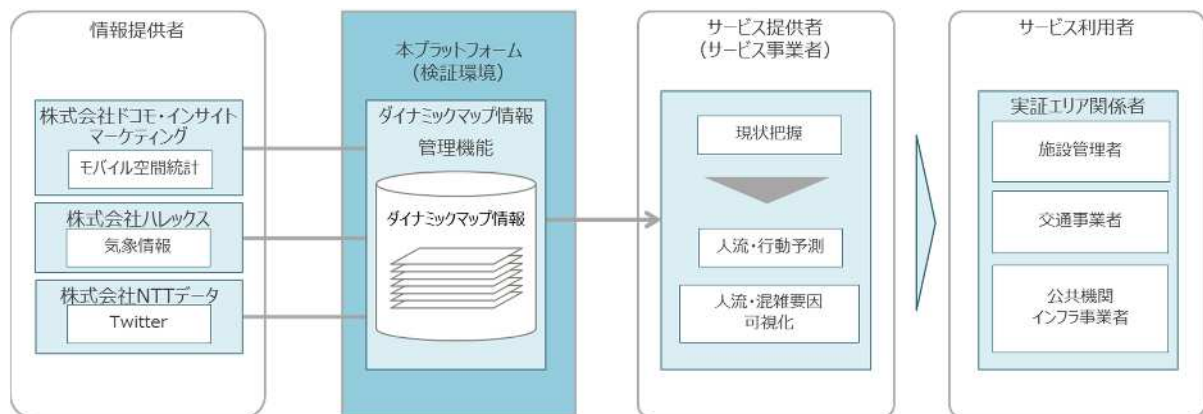 情報提供者
株式会社ドコモ・インサイト
マーケティング
モバイル空間統計
株式会社ハレックス
気象情報
株式会社NTTデータ
Twitter
本プラットフォーム
（検証環境）
ダイナミックマップ情報
管理機能
ダイナミックマップ情報
サービス提供者
（サービス事業者）
現状把握
人流・行動予測
人流・混雑要因
可視化
サービス利用者
実証エリア関係者
施設管理者
交通事業者
公共機関
インフラ事業者